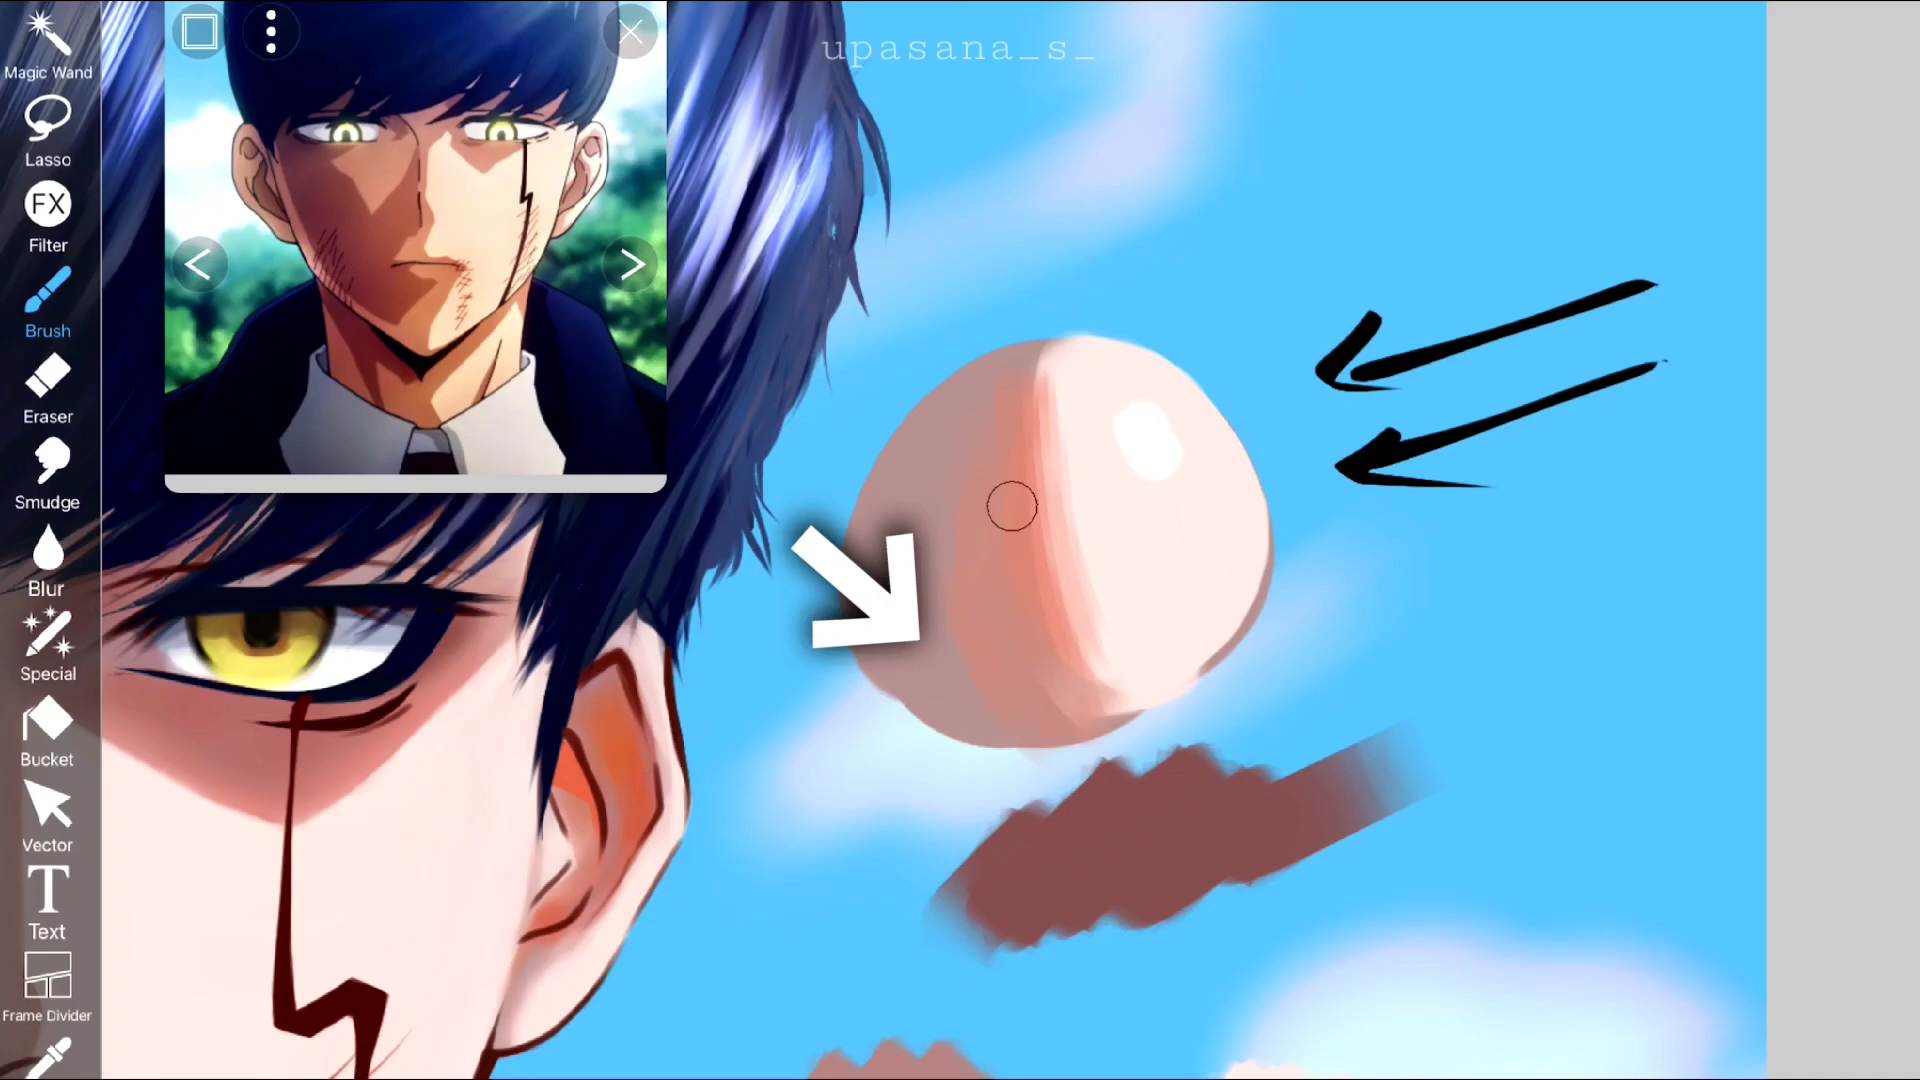 upasana_s_
Magic Wand
Lasso
FX
Filter
Brush
Eraser
Smudge
Blur
Special
Bucket
Vector
T
Text
Frame Divider